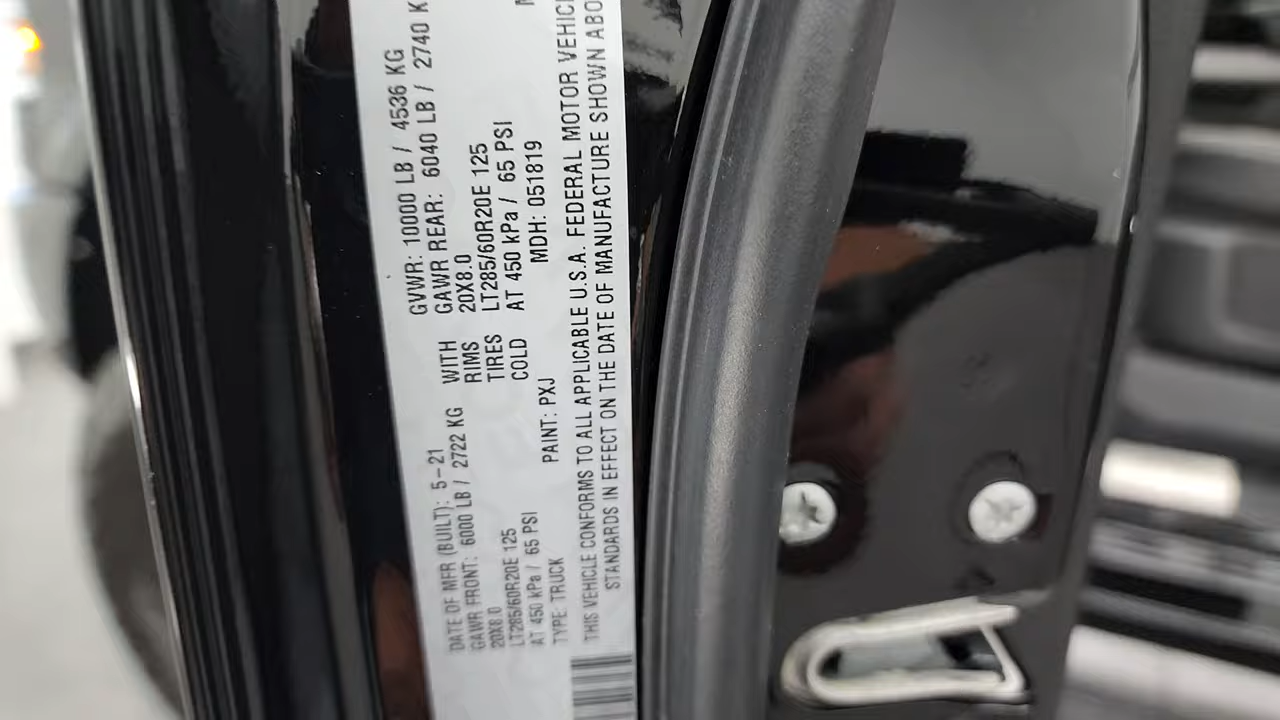 DATE OF MFR (BUILT): 5-21 GVWR: 10000 LB / 4536 KG
GAWR FRONT: 6000 LB / 2722 KG WITH GAWR REAR: 6040 LB / 2740 K
20X8.0 RIMS 20X8.0
LT285/60R20E 125 TIRES LT285/60R20E 125
AT 450 kPa / 65 PSI COLD AT 450 kPa / 65 PSI
TYPE: TRUCK PAINT: PXJ MDH: 051819
THIS VEHICLE CONFORMS TO ALL APPLICABLE U.S.A. FEDERAL MOTOR VEHIC
STANDARDS IN EFFECT ON THE DATE OF MANUFACTURE SHOWN ABO